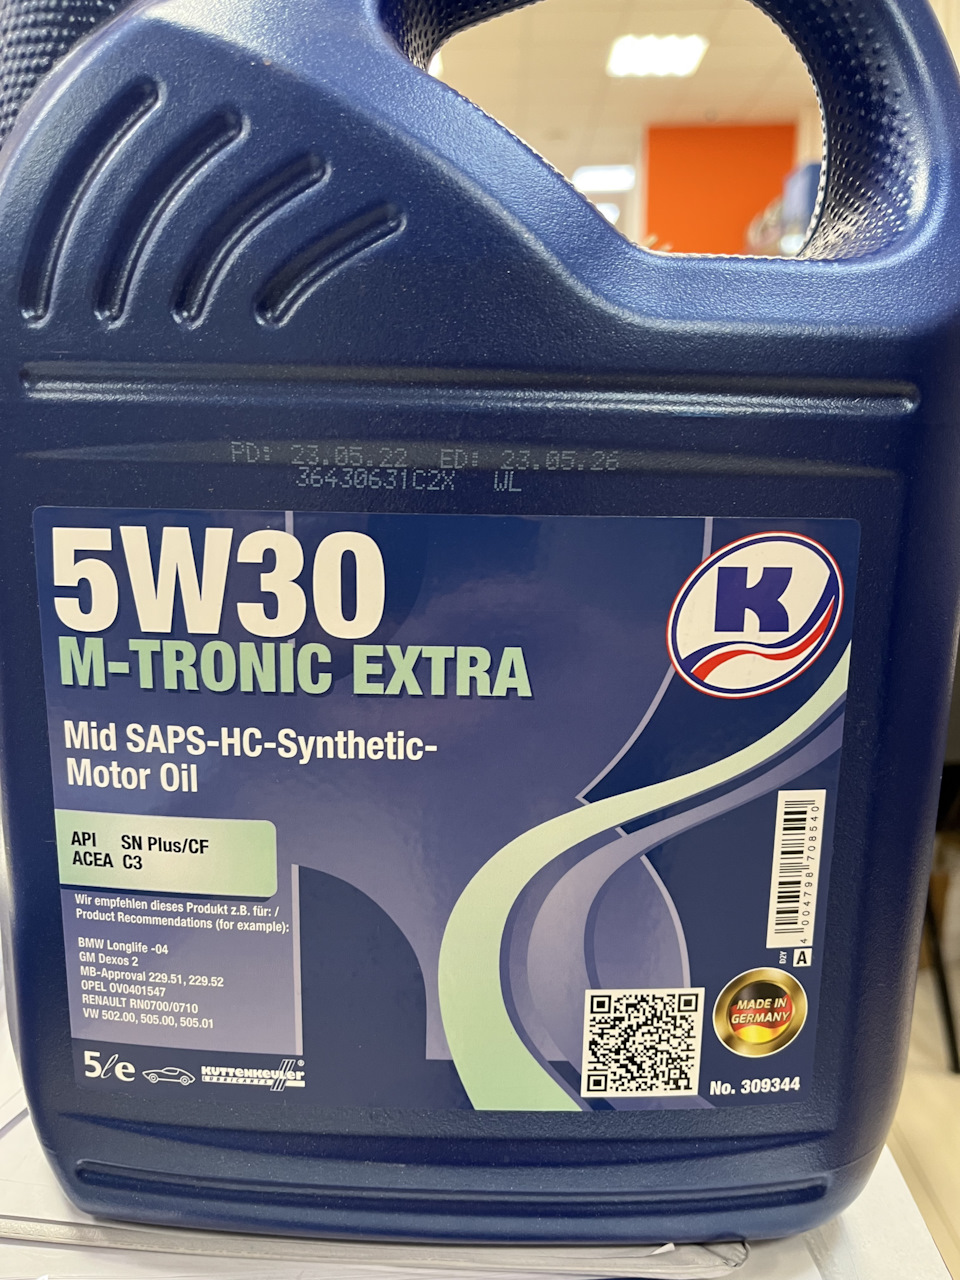 PD: 23.05.22 ED: 23.05.26
36430631C2X WL
5W30
M-TRONIC EXTRA
K
Mid SAPS-HC-Synthetic-
Motor Oil
API SN Plus/CF
ACEA C3
Wir empfehlen dieses Produkt z.B. für: /
Product Recommendations (for example):
BMW Longlife -04
GM Dexos 2
MB-Approval 229.51, 229.52
OPEL OV0401547
RENAULT RN0700/0710
VW 502.00, 505.00, 505.01
5ℓe
KUTTENKEULER®
LUBRICANTS
4 004798 708540
D2Y
A
MADE IN
GERMANY
No. 309344